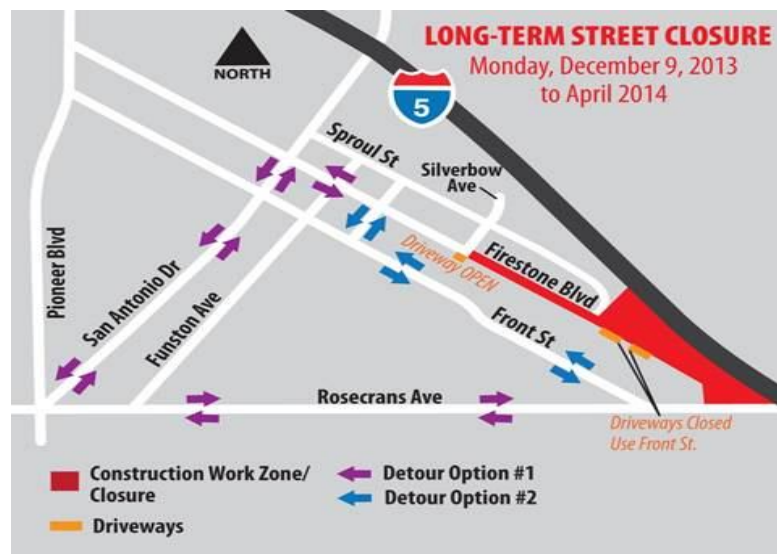 LONG-TERM STREET CLOSURE
Monday, December 9, 2013
to April 2014
NORTH
5
Sproul St
Silverbow
Ave
Driveway OPEN
Firestone Blvd
Pioneer Blvd
San Antonio Dr
Funston Ave
Front St
Rosecrans Ave
Driveways Closed
Use Front St.
Construction Work Zone/
Closure
Driveways
Detour Option #1
Detour Option #2